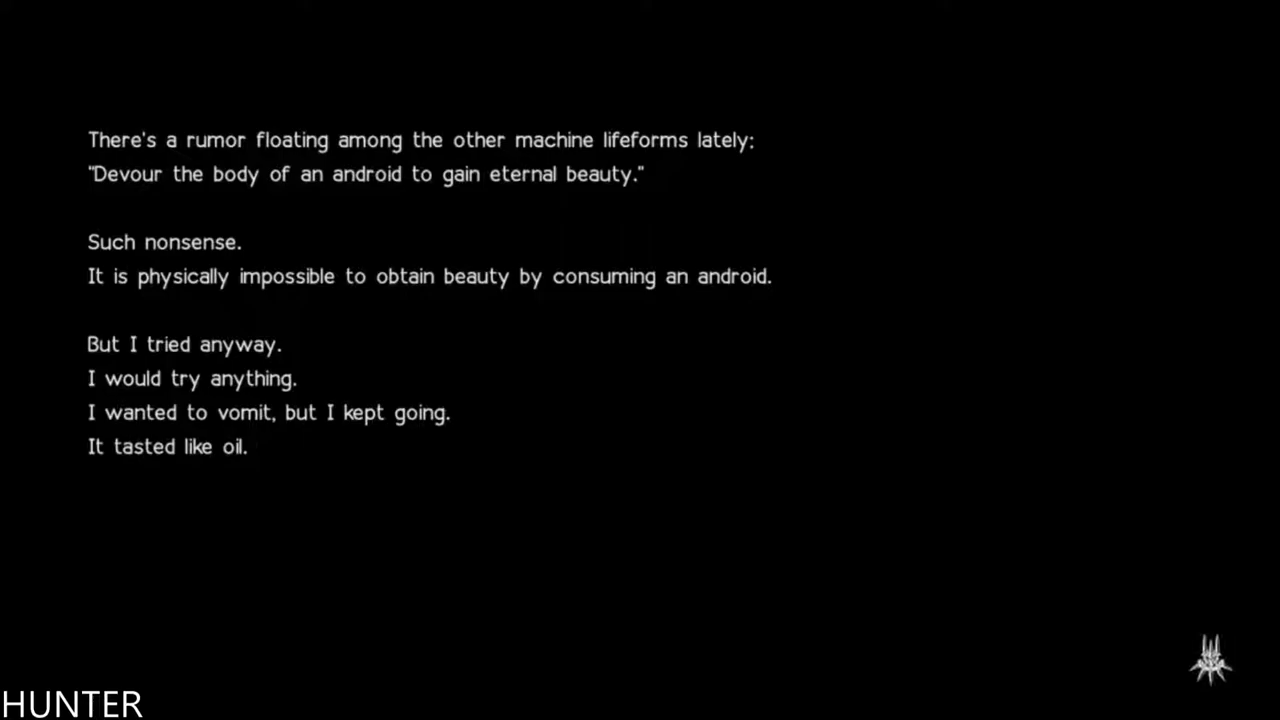 There's a rumor floating among the other machine lifeforms lately:
"Devour the body of an android to gain eternal beauty."
Such nonsense.
It is physically impossible to obtain beauty by consuming an android.
But I tried anyway.
I would try anything.
I wanted to vomit, but I kept going.
It tasted like oil.
HUNTER